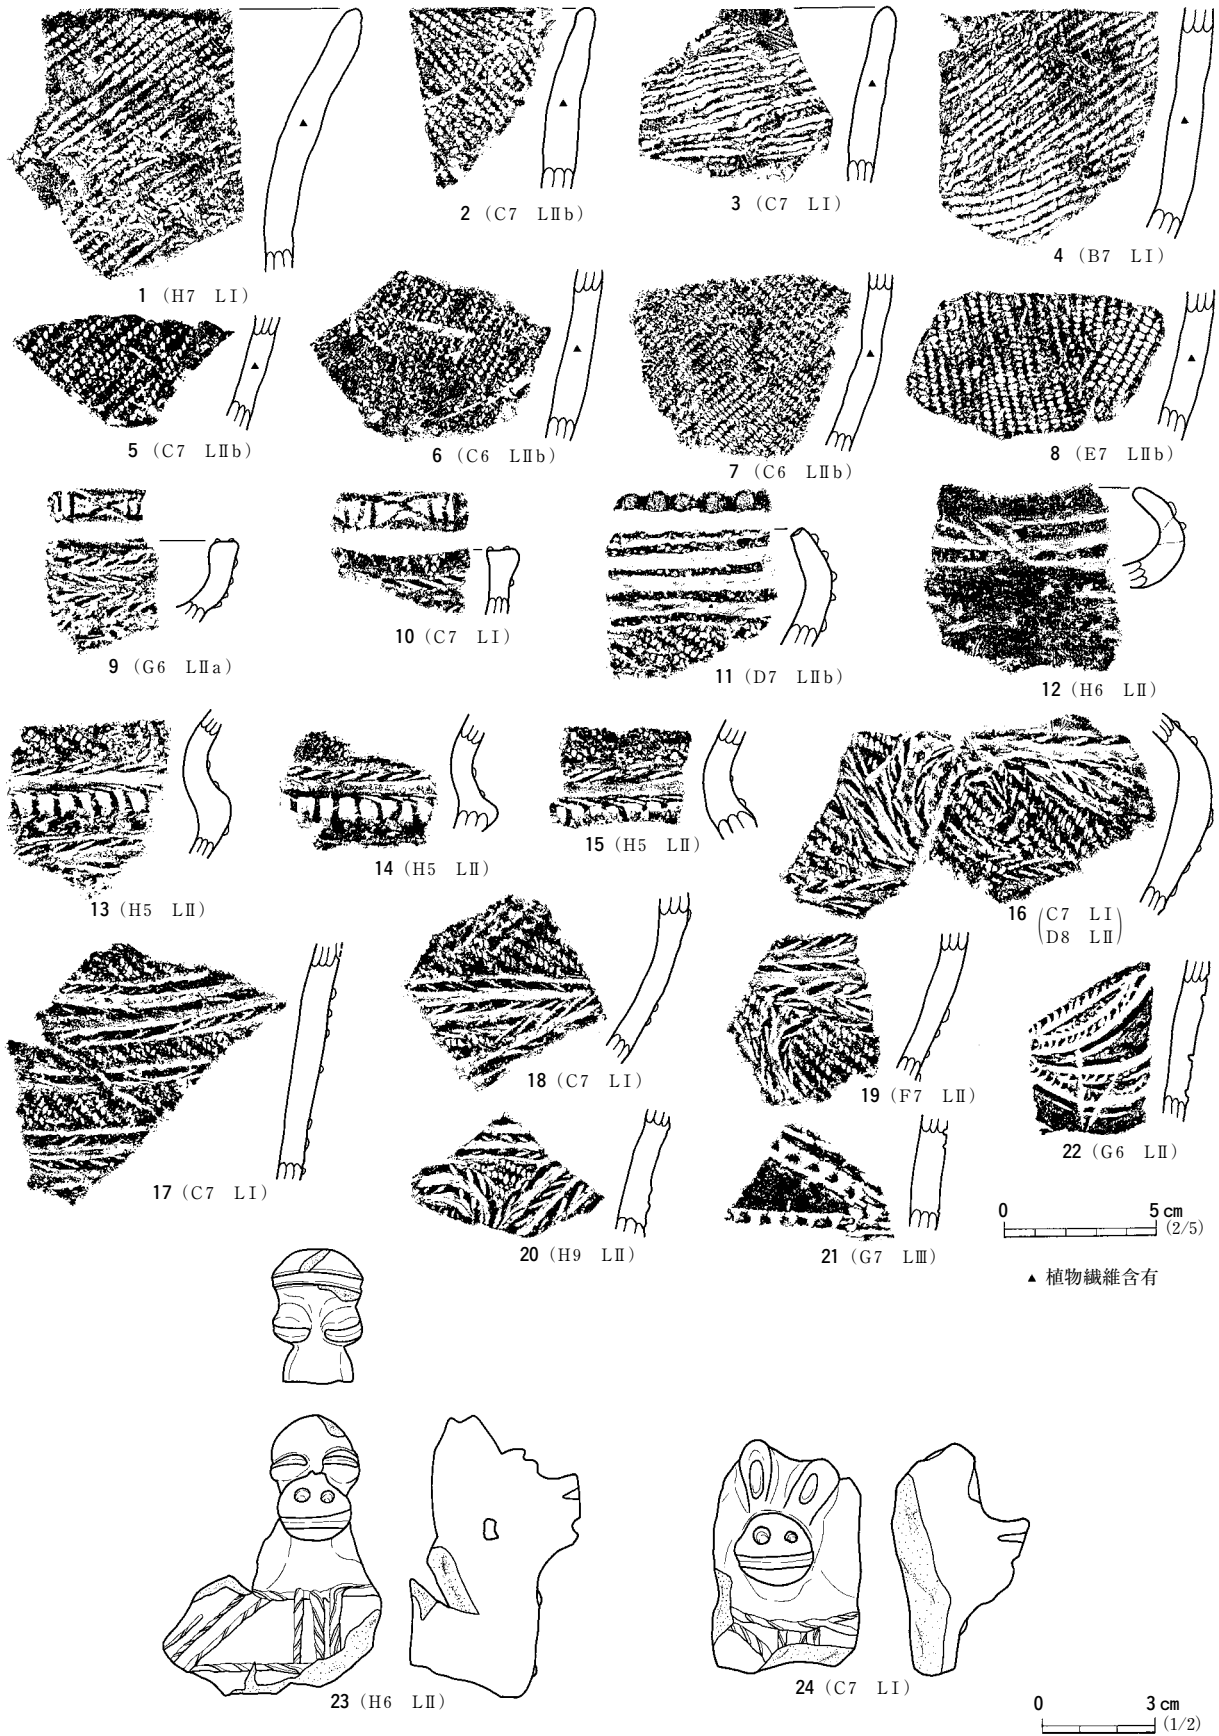 1 (H7 LⅠ)
2 (C7 LⅡb)
3 (C7 LⅠ)
4 (B7 LⅠ)
5 (C7 LⅡb)
6 (C6 LⅡb)
7 (C6 LⅡb)
8 (E7 LⅡb)
9 (G6 LⅡa)
10 (C7 LⅠ)
11 (D7 LⅡb)
12 (H6 LⅡ)
13 (H5 LⅡ)
14 (H5 LⅡ)
15 (H5 LⅡ)
16 (C7 LⅠ
D8 LⅡ)
17 (C7 LⅠ)
18 (C7 LⅠ)
19 (F7 LⅡ)
20 (H9 LⅡ)
21 (G7 LⅢ)
22 (G6 LⅡ)
0 5 cm
(2/5)
▲ 植物繊維含有
23 (H6 LⅡ)
24 (C7 LⅠ)
0 3 cm
(1/2)